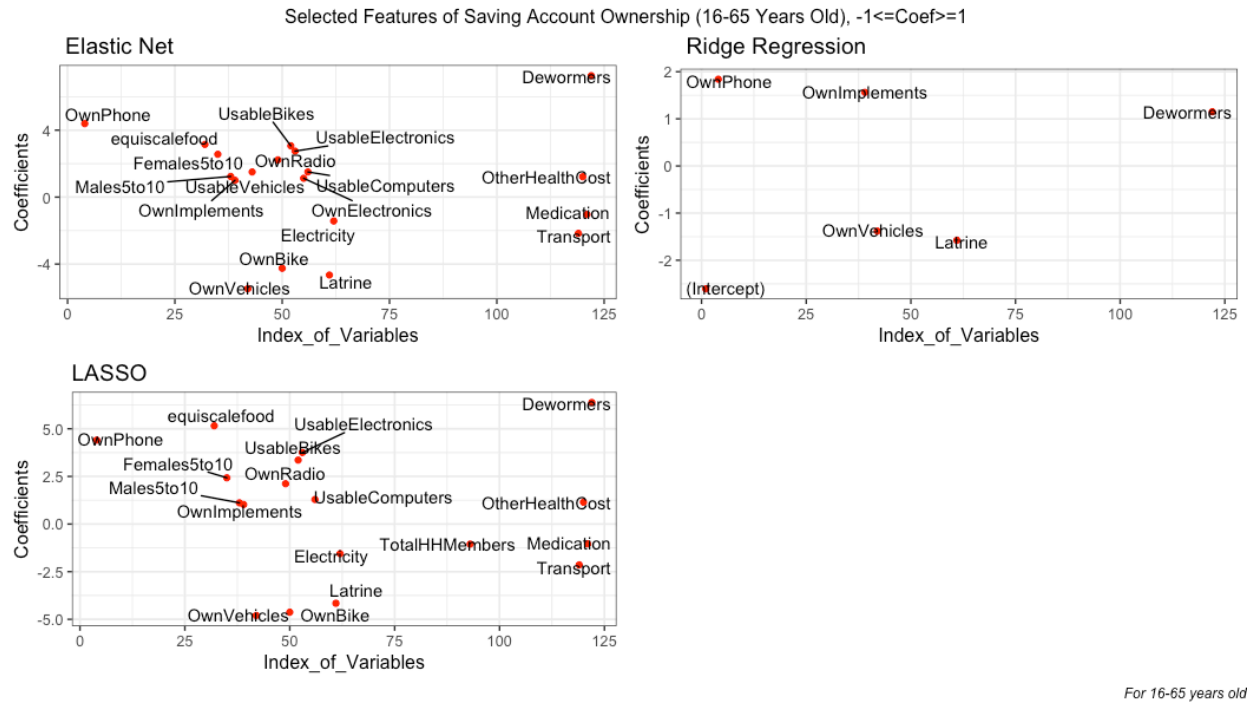 Selected Features of Saving Account Ownership (16-65 Years Old), -1<=Coef>=1
Elastic Net
Coefficients
4
0
-4
Dewormers
OwnPhone
UsableBikes
equiscalefood
UsableElectronics
Females5to10
OwnRadio
Males5to10
UsableVehicles
UsableComputers
OtherHealthCost
OwnImplements
OwnElectronics
Medication
Electricity
Transport
OwnBike
Latrine
OwnVehicles
0 25 50 75 100 125
Index_of_Variables
Ridge Regression
Coefficients
2
1
0
-1
-2
OwnPhone
OwnImplements
Dewormers
OwnVehicles
Latrine
(Intercept)
0 25 50 75 100 125
Index_of_Variables
LASSO
Coefficients
5.0
2.5
0.0
-2.5
-5.0
Dewormers
equiscalefood
UsableElectronics
OwnPhone
UsableBikes
Females5to10
OwnRadio
Males5to10
UsableComputers
OtherHealthCost
OwnImplements
TotalHHMembers
Medication
Electricity
Transport
Latrine
OwnVehicles
OwnBike
0 25 50 75 100 125
Index_of_Variables
For 16-65 years old